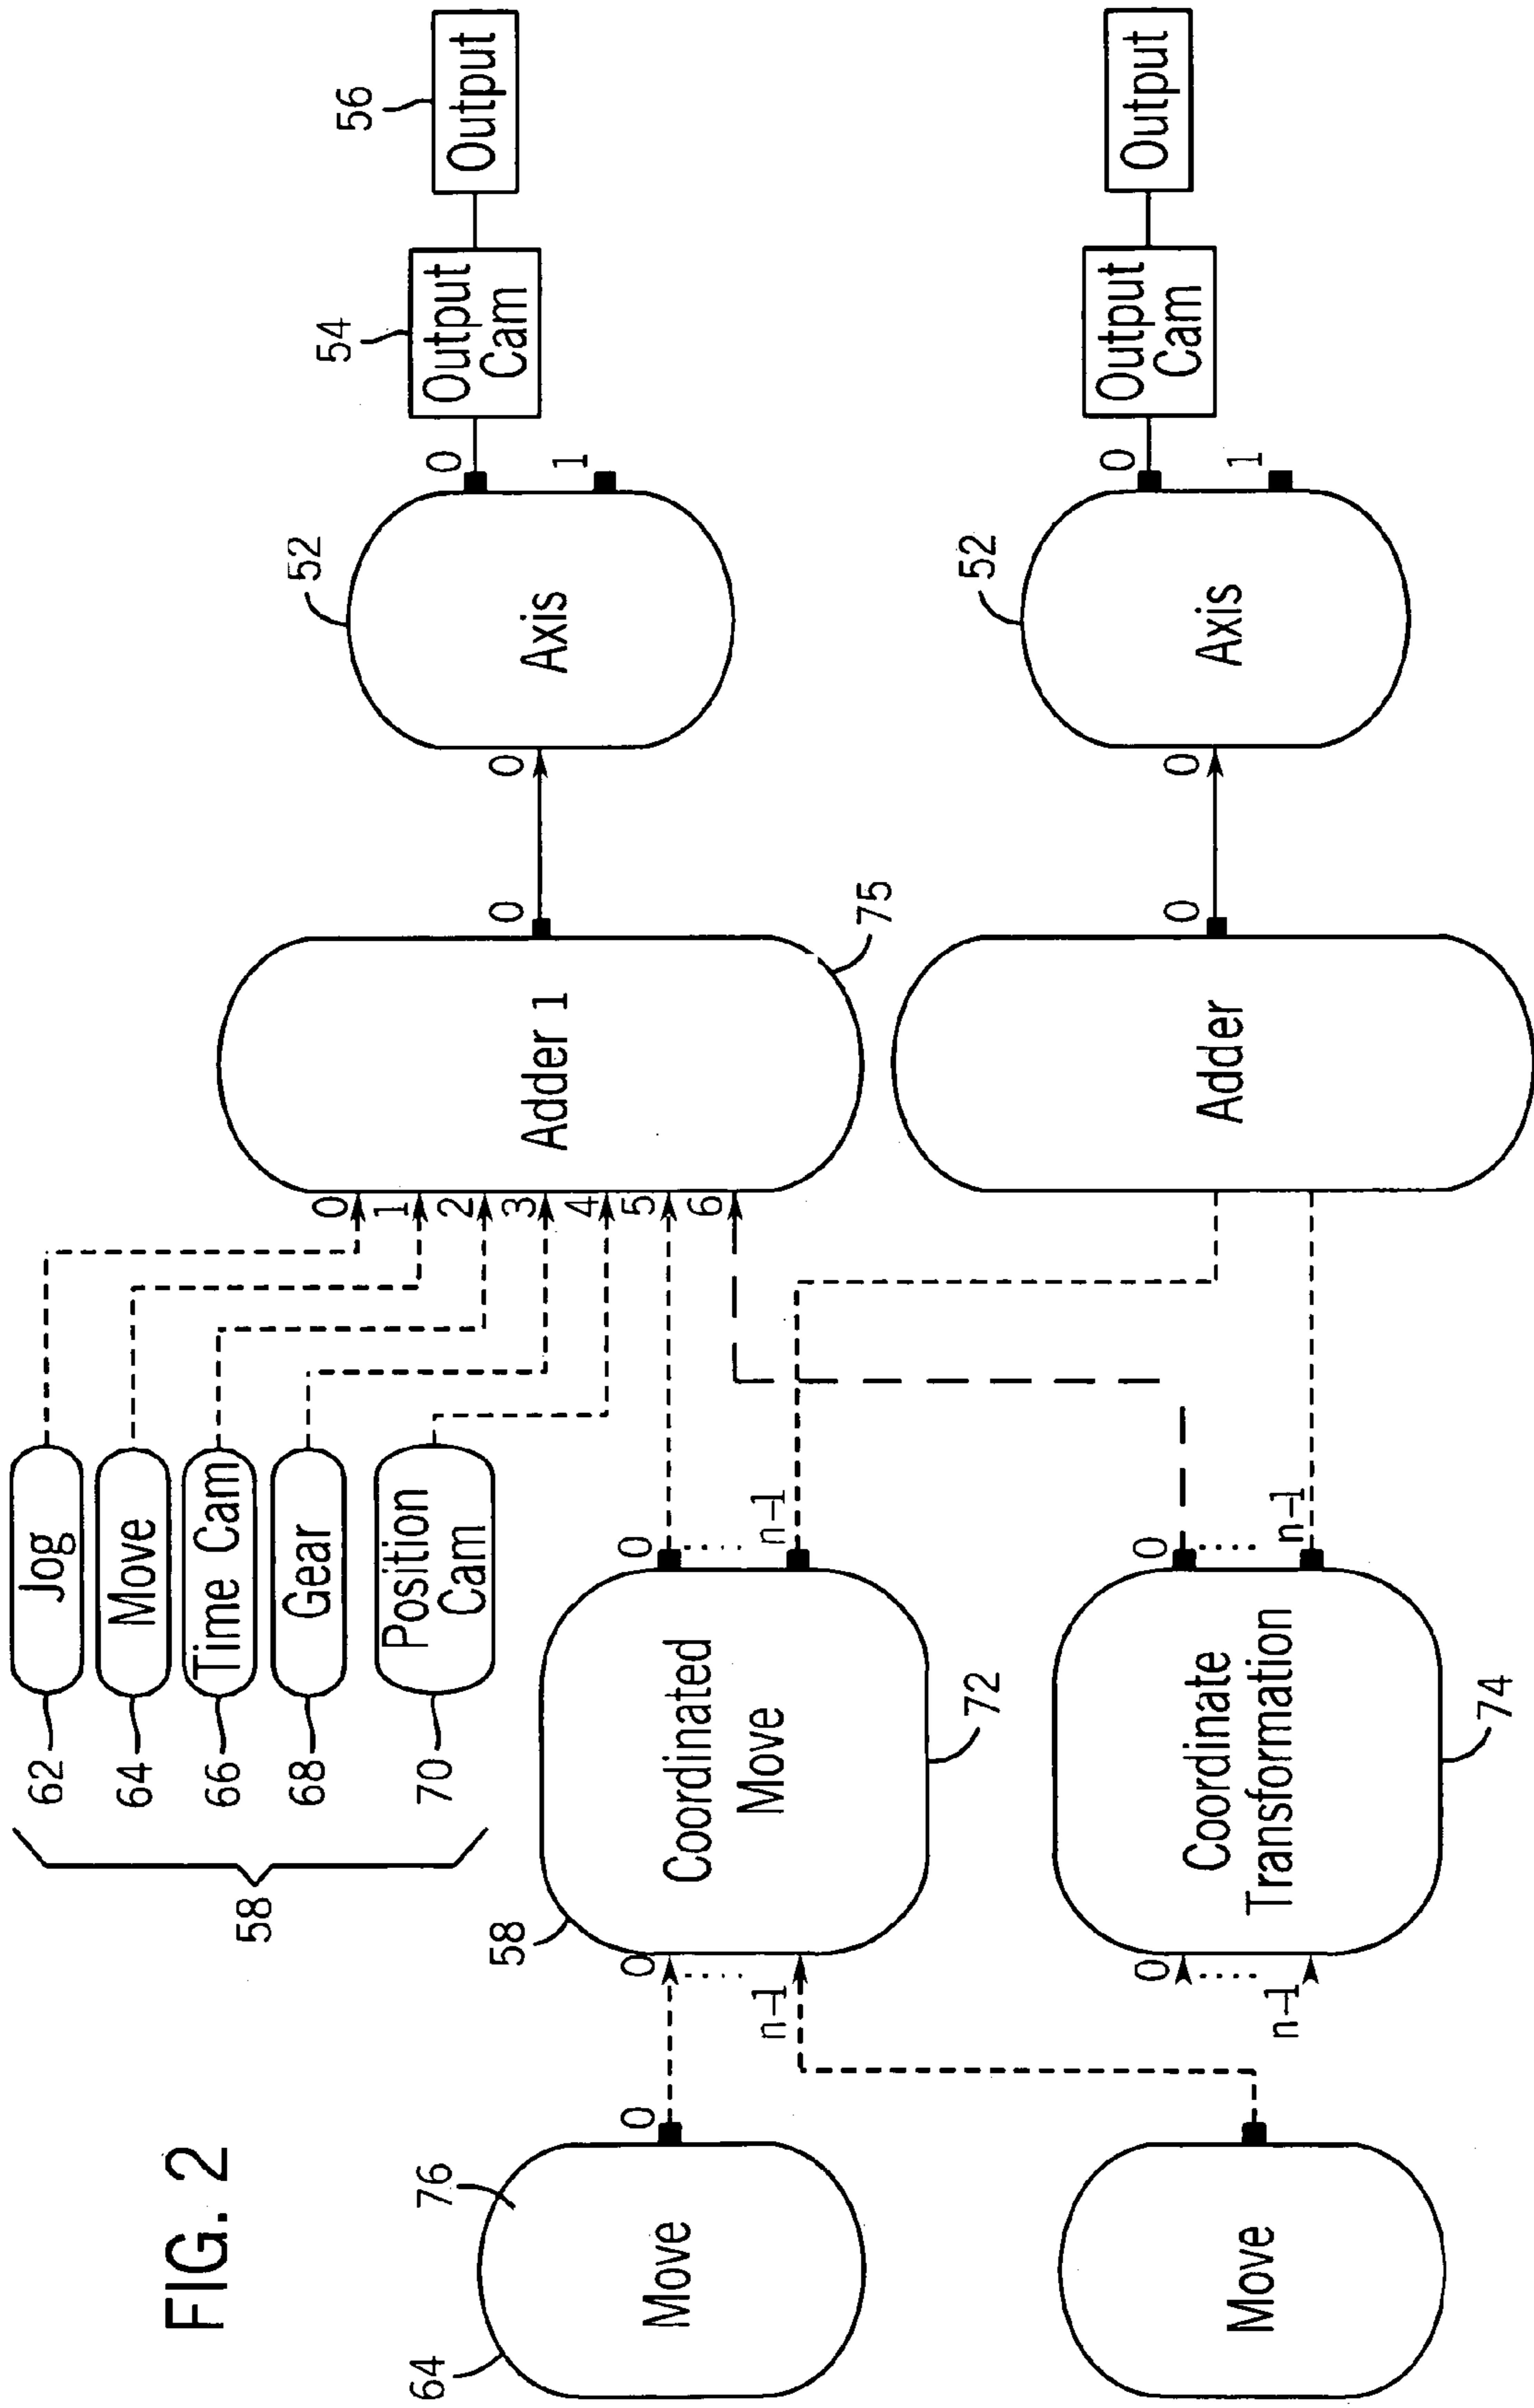 FIG. 2
62
Jog
64
Move
66
Time Cam
68
Gear
70
Position
Cam
58
0
1
2
3
4
5
6
Adder 1
75
0
0
52
Axis
0
1
54
Output
Cam
56
Output
64
76
Move
0
58
0
n-1
Coordinated
Move
72
0
n-1
Move
0
n-1
Coordinate
Transformation
74
0
n-1
Adder
0
0
52
Axis
0
1
Output
Cam
Output